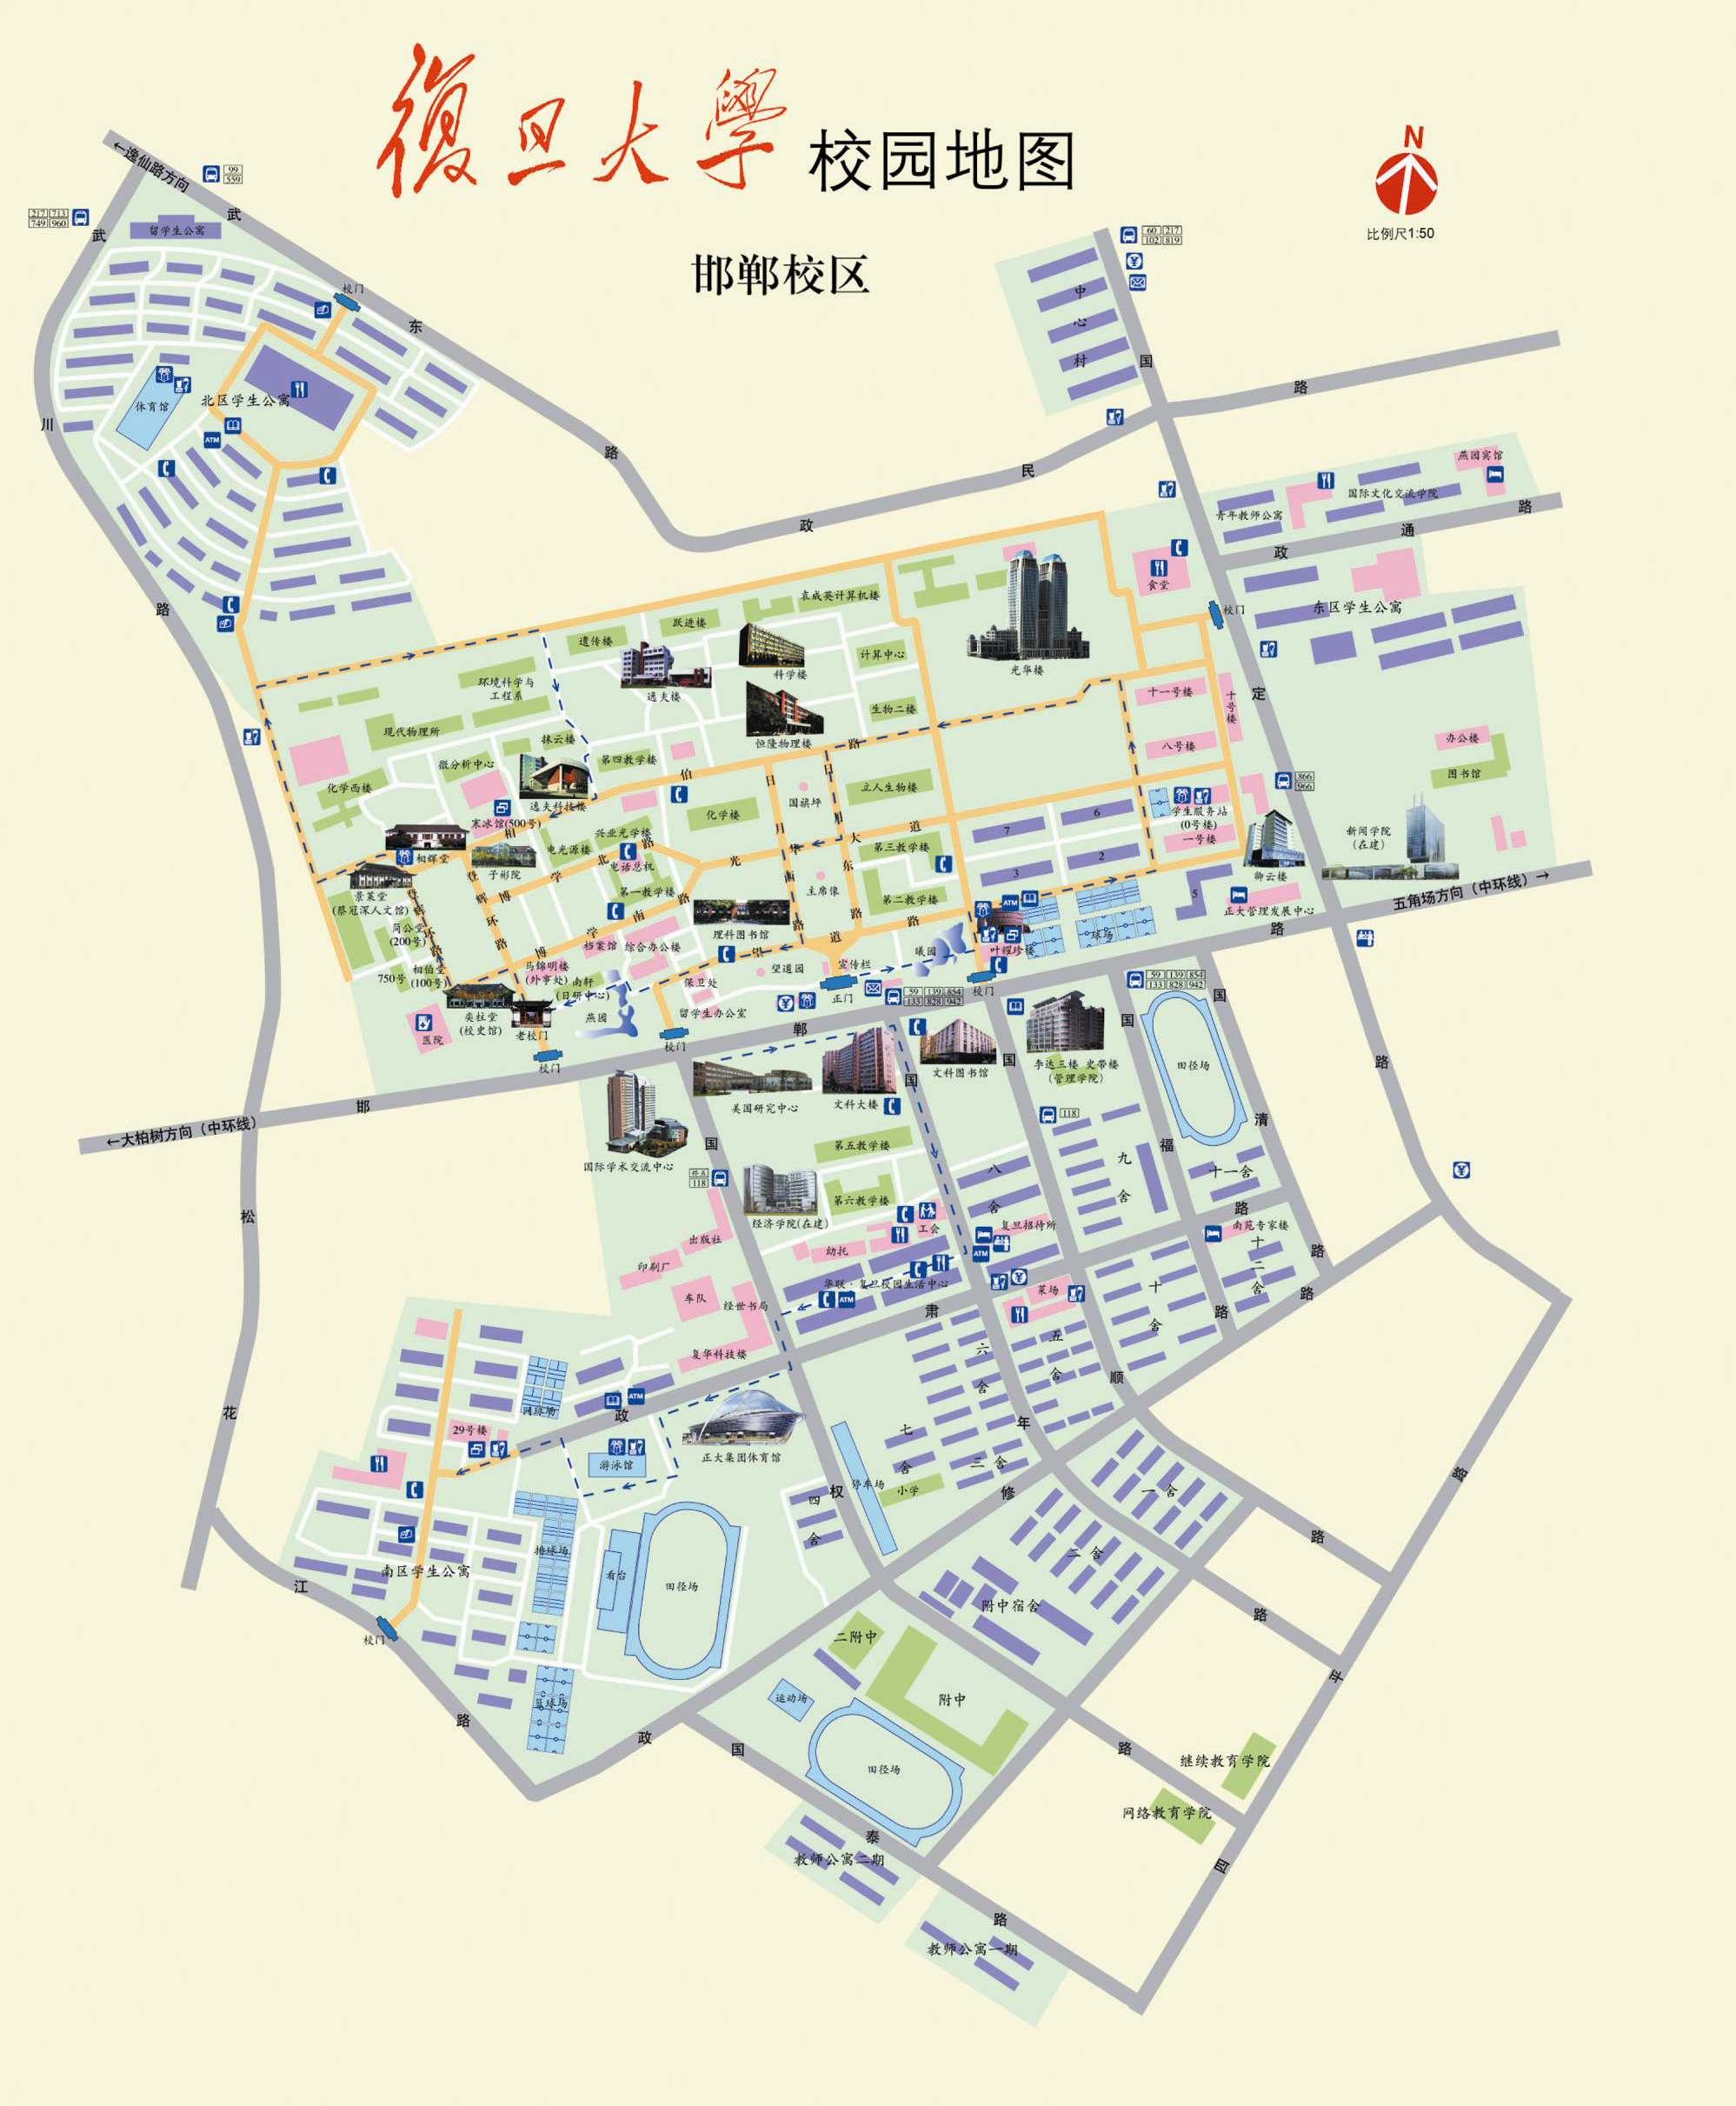 復旦大學 校园地图
邯郸校区
N
比例尺1:50
←逸仙路方向
99
559
217 713
749 960
武
武
留学生公寓
校门
东
川
体育馆
北区学生公寓
ATM
路
路
60 217
102 819
中
心
村
国
路
民
政
燕园宾馆
国际文化交流学院
青年教师公寓
路
通
政
食堂
校门
东区学生公寓
袁成英计算机楼
跃进楼
遗传楼
科学楼
计算中心
光华楼
逸夫楼
环境科学与
工程系
十一号楼
十号楼
定
生物二楼
现代物理所
抹云楼
恒隆物理楼
路
八号楼
办公楼
图书馆
微分析中心
第四教学楼
伯
日
国旗坪
立人生物楼
866
966
化学西楼
逸夫科技楼
寒冰馆(500号)
相
化学楼
月
大
道
7
6
学生服务站
(0号楼)
一号楼
新闻学院
(在建)
兴业光学楼
电光源楼
北
路
电话总机
光
华
第三教学楼
3
2
相辉堂
子彬院
学
第一教学楼
主席像
东
第二教学楼
卿云楼
景莱堂
(蔡冠深人文馆)
登
辉
环
路
博
南
路
5
正大管理发展中心
五角场方向（中环线）→
简公堂
(200号)
理科图书馆
路
路
ATM
球场
路
学
档案馆
综合办公楼
望
道
曦园
叶耀珍楼
博
马锦明楼
(外事处)
南轩
(日研中心)
相伯堂
(100号)
750号
望道园
宣传栏
保卫处
正门
59 139 854
133 828 942
校门
59 139 854
133 828 942
国
奕柱堂
(校史馆)
老校门
燕园
留学生办公室
医院
校门
校门
邯
郸
国
国
国
文科图书馆
李达三楼 史带楼
(管理学院)
田径场
路
美国研究中心
文科大楼
←大柏树方向（中环线）
国际学术交流中心
国
118
第五教学楼
118
清
福
九
舍
八
舍
十一舍
第六教学楼
经济学院(在建)
工会
复旦招待所
路
南苑专家楼
松
出版社
印刷厂
幼托
ATM
华联·复旦校园生活中心
ATM
十
二
舍
路
路
车队
经世书局
菜场
十
舍
路
肃
复华科技楼
六
舍
五
舍
顺
网球场
ATM
政
花
29号楼
游泳馆
正大集团体育馆
七
舍
年
三舍
停车场
小学
权
修
一舍
四
舍
路
排球场
看台
田径场
二舍
路
南区学生公寓
江
校门
附中宿舍
路
二附中
斗
篮球场
路
运动场
附中
政
国
田径场
路
继续教育学院
网络教育学院
泰
四
教师公寓二期
路
教师公寓一期